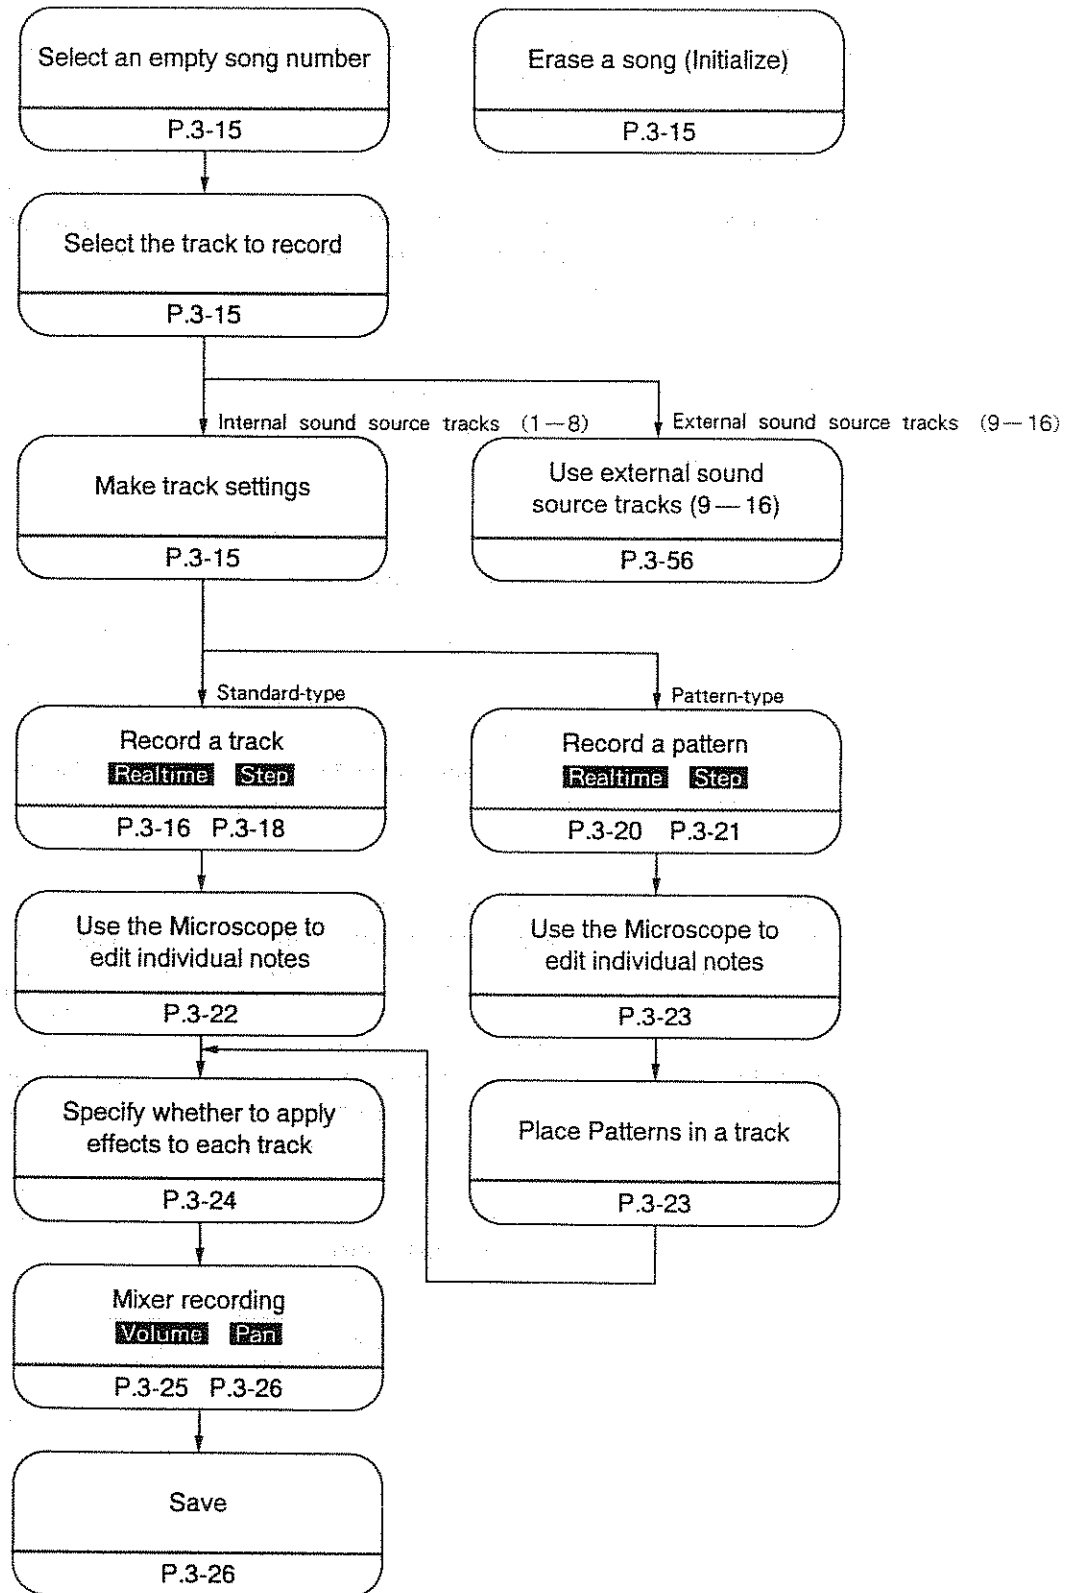 Select an empty song number
P.3-15
Erase a song (Initialize)
P.3-15
Select the track to record
P.3-15
Internal sound source tracks (1—8)
External sound source tracks (9—16)
Make track settings
P.3-15
Use external sound
source tracks (9—16)
P.3-56
Standard-type
Pattern-type
Record a track
Realtime Step
P.3-16 P.3-18
Record a pattern
Realtime Step
P.3-20 P.3-21
Use the Microscope to
edit individual notes
P.3-22
Use the Microscope to
edit individual notes
P.3-23
Specify whether to apply
effects to each track
P.3-24
Place Patterns in a track
P.3-23
Mixer recording
Volume Pan
P.3-25 P.3-26
Save
P.3-26